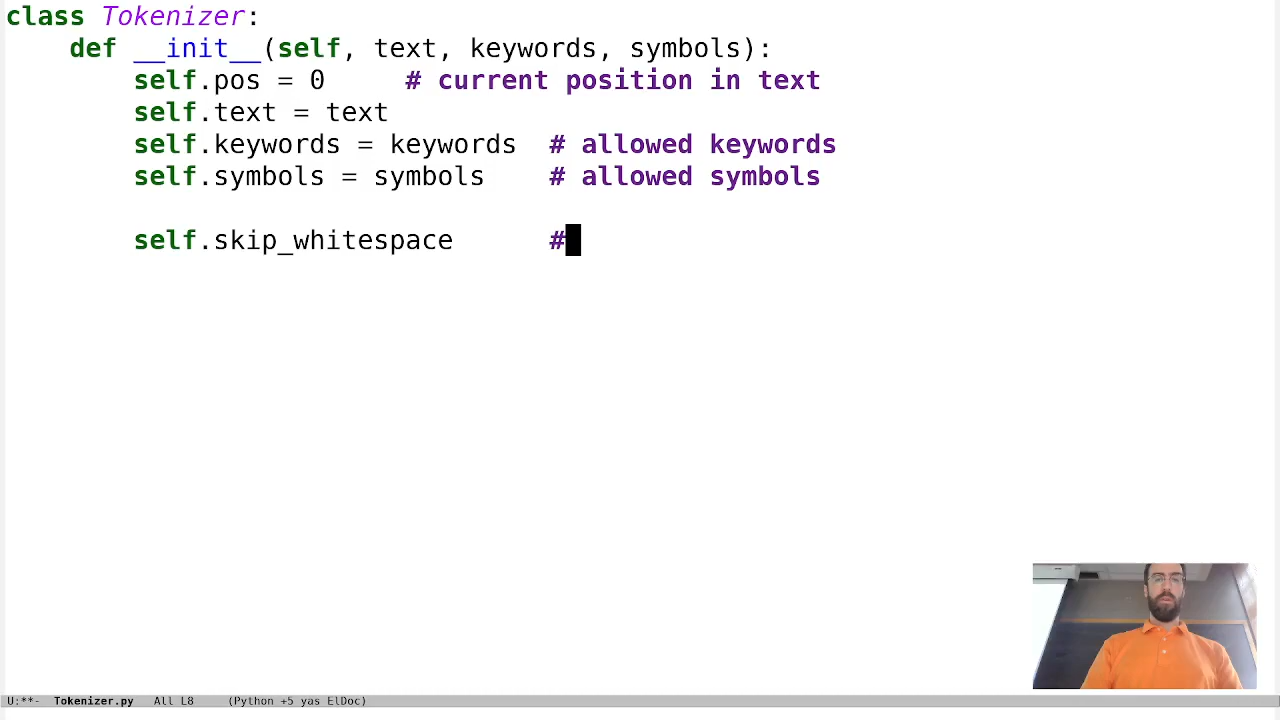 class Tokenizer:
    def __init__(self, text, keywords, symbols):
        self.pos = 0     # current position in text
        self.text = text
        self.keywords = keywords  # allowed keywords
        self.symbols = symbols    # allowed symbols
        self.skip_whitespace      #
U:**-  Tokenizer.py   All L8    (Python +5 yas ElDoc)